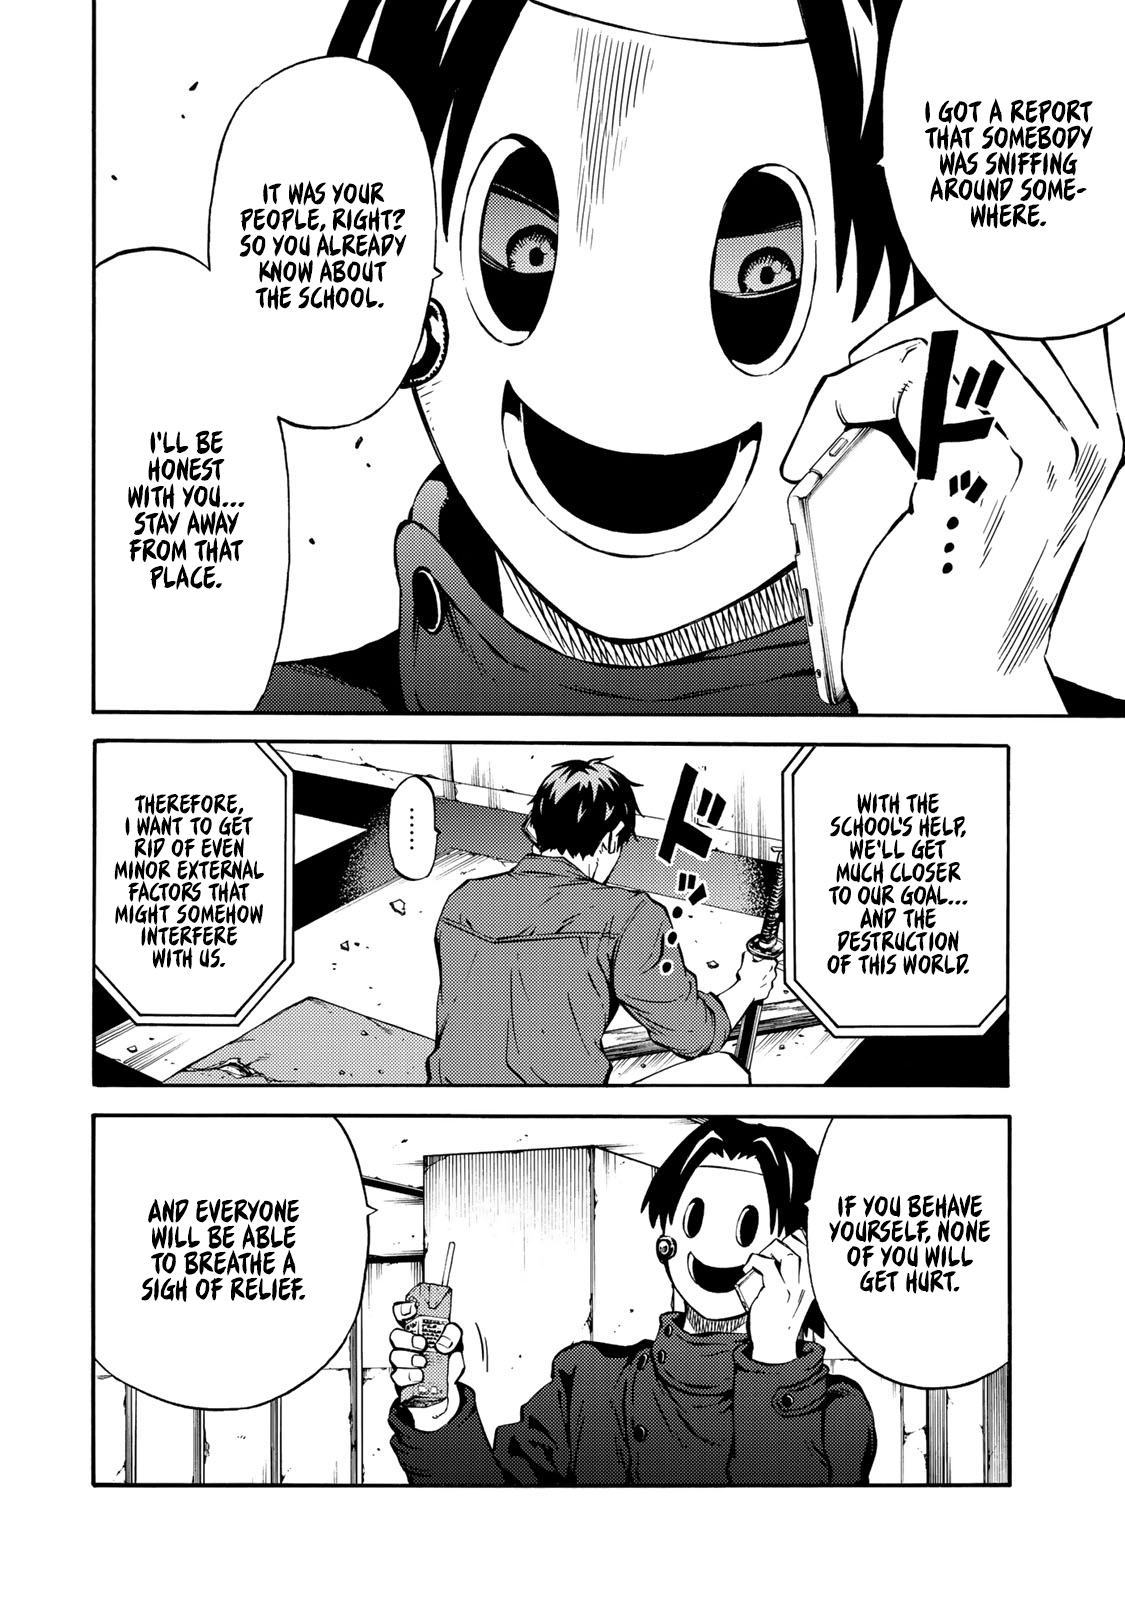 I GOT A REPORT
THAT SOMEBODY
WAS SNIFFING
AROUND SOME-
WHERE.
IT WAS YOUR
PEOPLE, RIGHT?
SO YOU ALREADY
KNOW ABOUT
THE SCHOOL.
ド
ド
I'LL BE
HONEST
WITH YOU...
STAY AWAY
FROM THAT
PLACE.
WITH THE
SCHOOL'S HELP,
WE'LL GET
MUCH CLOSER
TO OUR GOAL...
AND THE
DESTRUCTION
OF THIS WORLD.
ド
ド
.........
THEREFORE,
I WANT TO GET
RID OF EVEN
MINOR EXTERNAL
FACTORS THAT
MIGHT SOMEHOW
INTERFERE
WITH US.
IF YOU BEHAVE
YOURSELF, NONE
OF YOU WILL
GET HURT.
AND EVERYONE
WILL BE ABLE
TO BREATHE A
SIGH OF RELIEF.